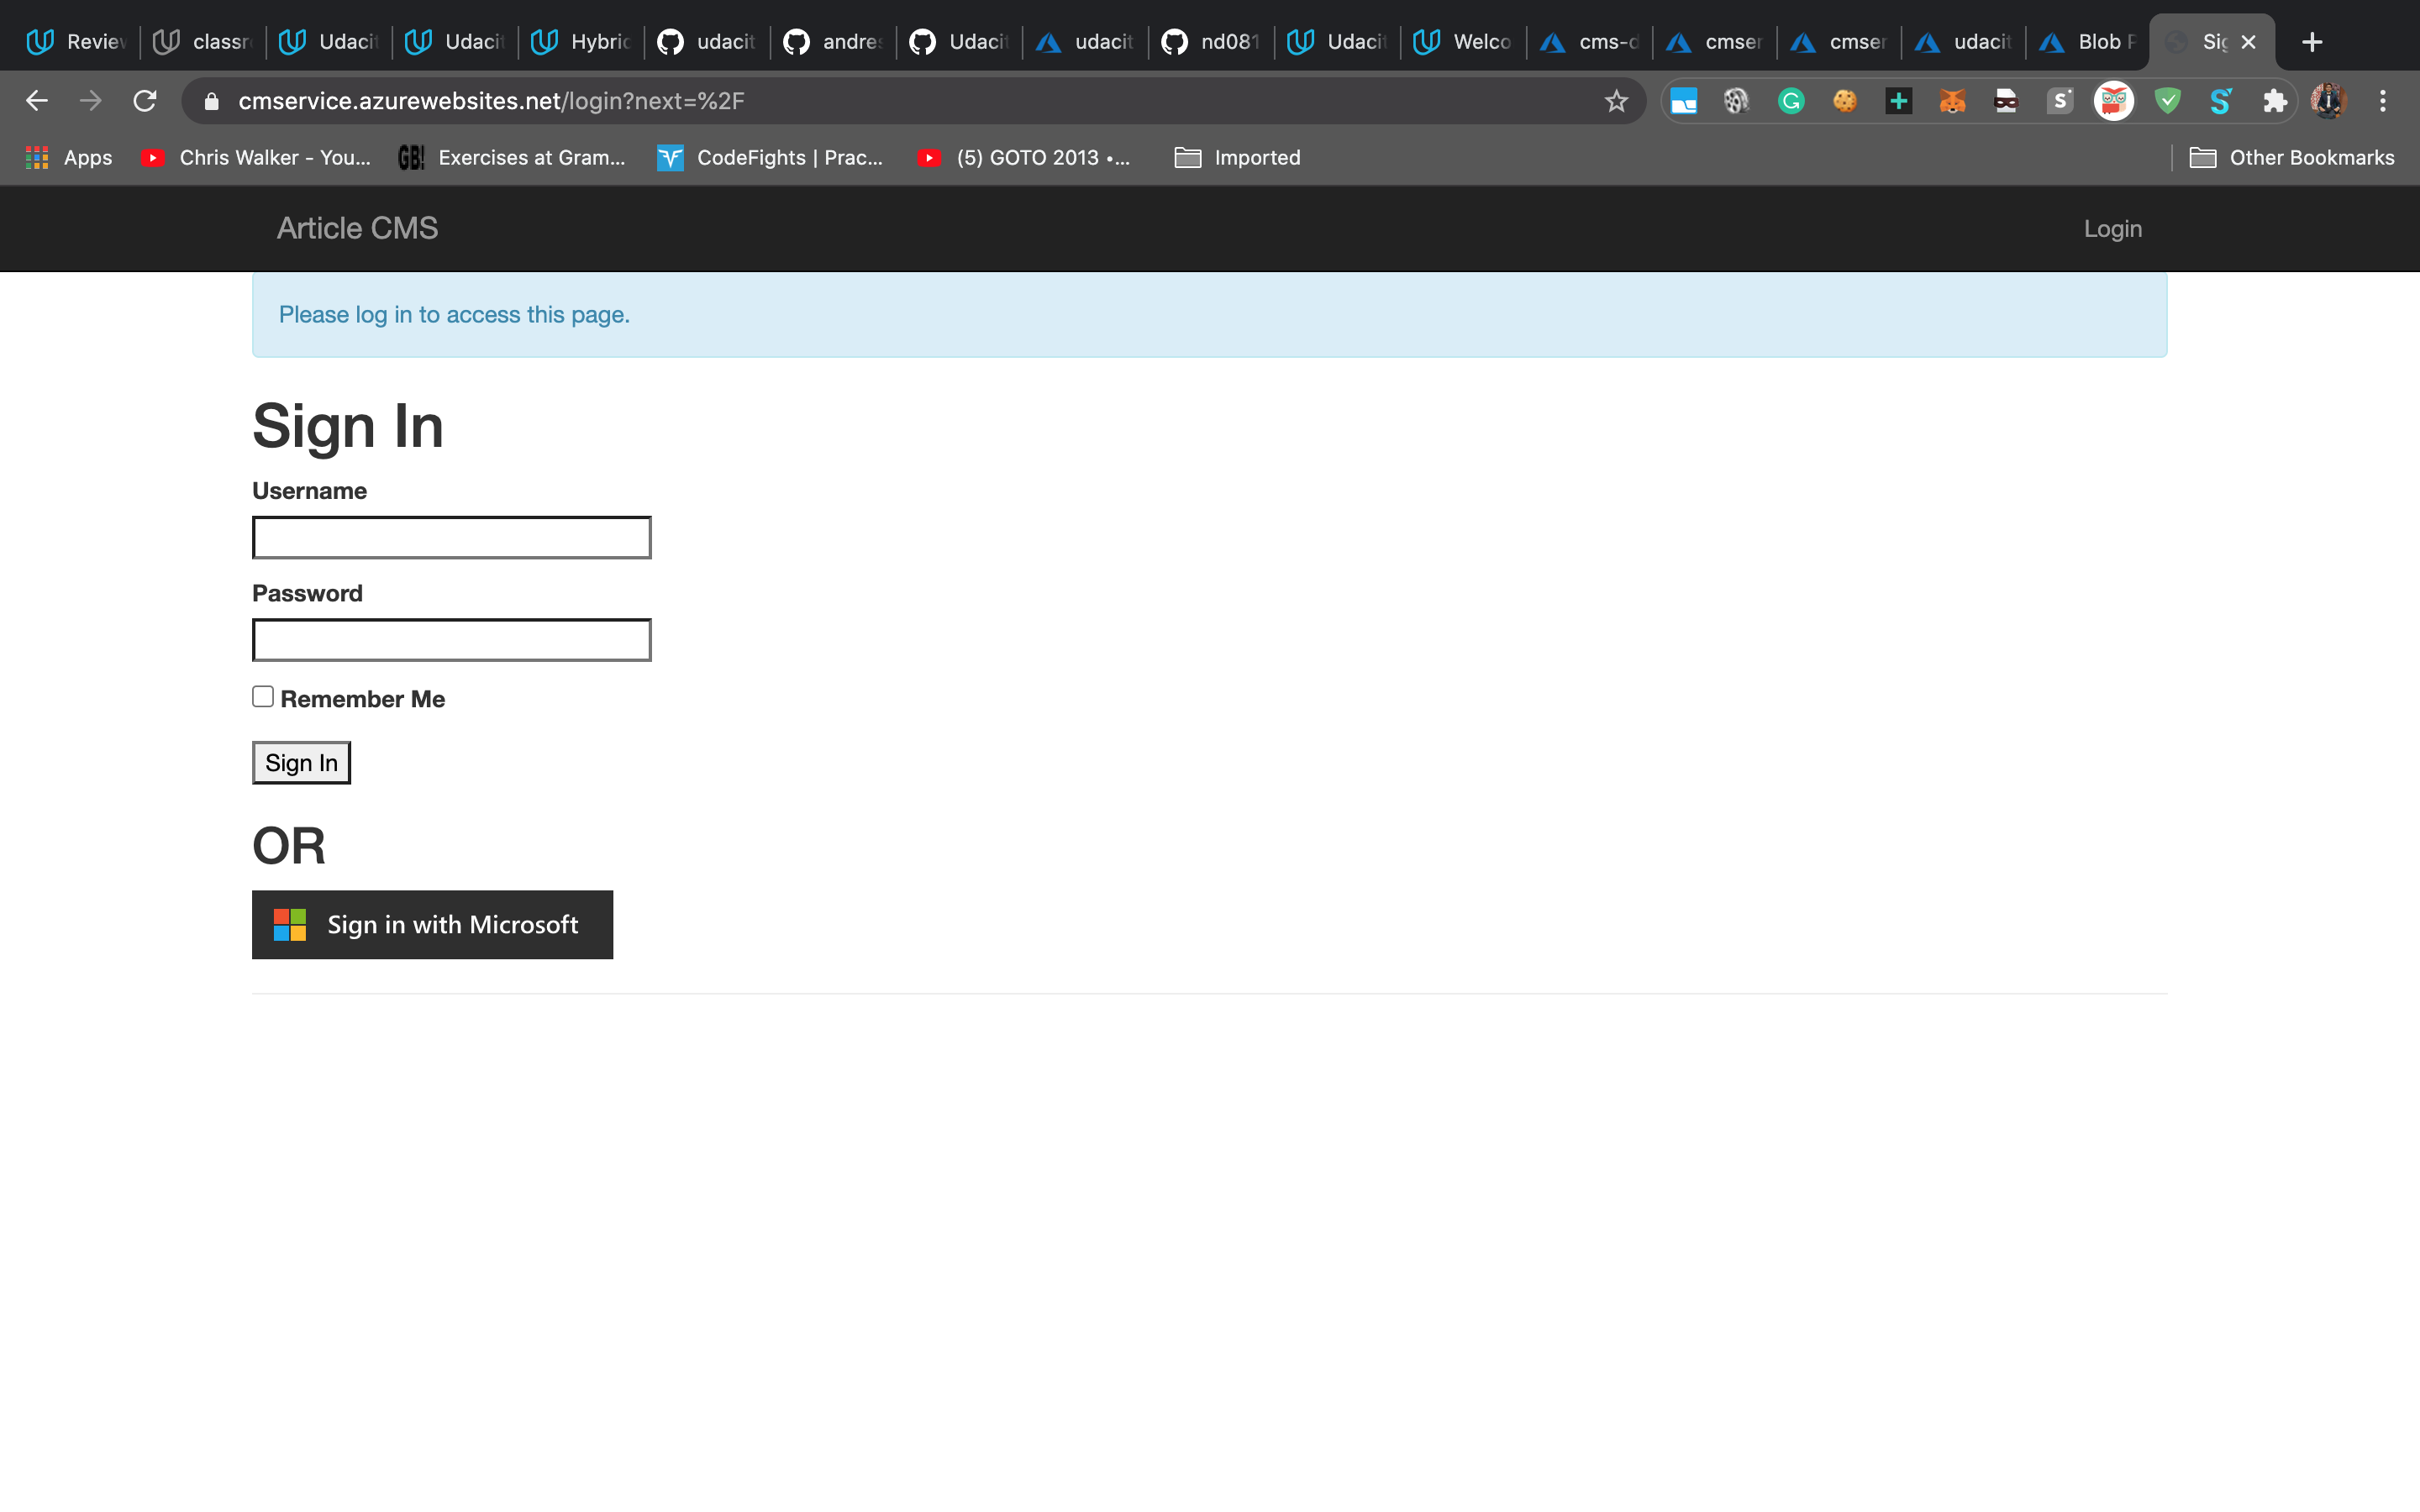 Review classr Udacit Udacit Hybric udacit andres Udacit udacit nd081 Udacit Welco cms-d cmser cmser udacit Blob P Sig
cmservice.azurewebsites.net/login?next=%2F
Apps Chris Walker - You... GB! Exercises at Gram... CodeFights | Prac... (5) GOTO 2013 •... Imported Other Bookmarks
Article CMS Login
Please log in to access this page.
Sign In
Username
Password
Remember Me
Sign In
OR
Sign in with Microsoft